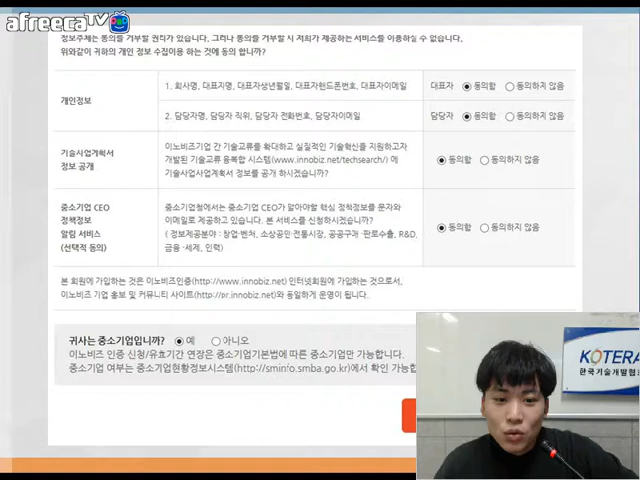 afreecaTV
정보주체는 동의를 거부할 권리가 있습니다. 그러나 동의를 거부할 시 저희가 제공하는 서비스를 이용하실 수 없습니다.
위와같이 귀하의 개인 정보 수집이용 하는 것에 동의 합니까?
개인정보
1. 회사명, 대표자명, 대표자생년월일, 대표자핸드폰번호, 대표자이메일
대표자 동의함 동의하지 않음
2. 담당자명, 담당자 직위, 담당자 전화번호, 담당자이메일
담당자 동의함 동의하지 않음
기술사업계획서
정보 공개
이노비즈기업 간 기술교류를 확대하고 실질적인 기술혁신을 지원하고자
개발된 기술교류 융복합 시스템(www.innobiz.net/techsearch/) 에
기술사업사업계획서 정보를 공개 하시겠습니까?
동의함 동의하지 않음
중소기업 CEO
정책정보
알림 서비스
(선택적 동의)
중소기업청에서는 중소기업 CEO가 알아야할 핵심 정책정보를 문자와
이메일로 제공하고 있습니다. 본 서비스를 신청하시겠습니까?
( 정보제공분야 : 창업·벤처, 소상공인·전통시장, 공공구매 ·판로수출, R&D,
금융 ·세제, 인력)
동의함 동의하지 않음
본 회원에 가입하는 것은 이노비즈인증(http://www.innobiz.net) 인터넷회원에 가입하는 것으로서,
이노비즈 기업 홍보 및 커뮤니티 사이트(http://pr.innobiz.net)와 동일하게 운영이 됩니다.
귀사는 중소기업입니까? 예 아니오
이노비즈 인증 신청/유효기간 연장은 중소기업기본법에 따른 중소기업만 가능합니다.
중소기업 여부는 중소기업현황정보시스템(http://sminfo.smba.go.kr)에서 확인 가능합
KOTERA
한국기술개발협